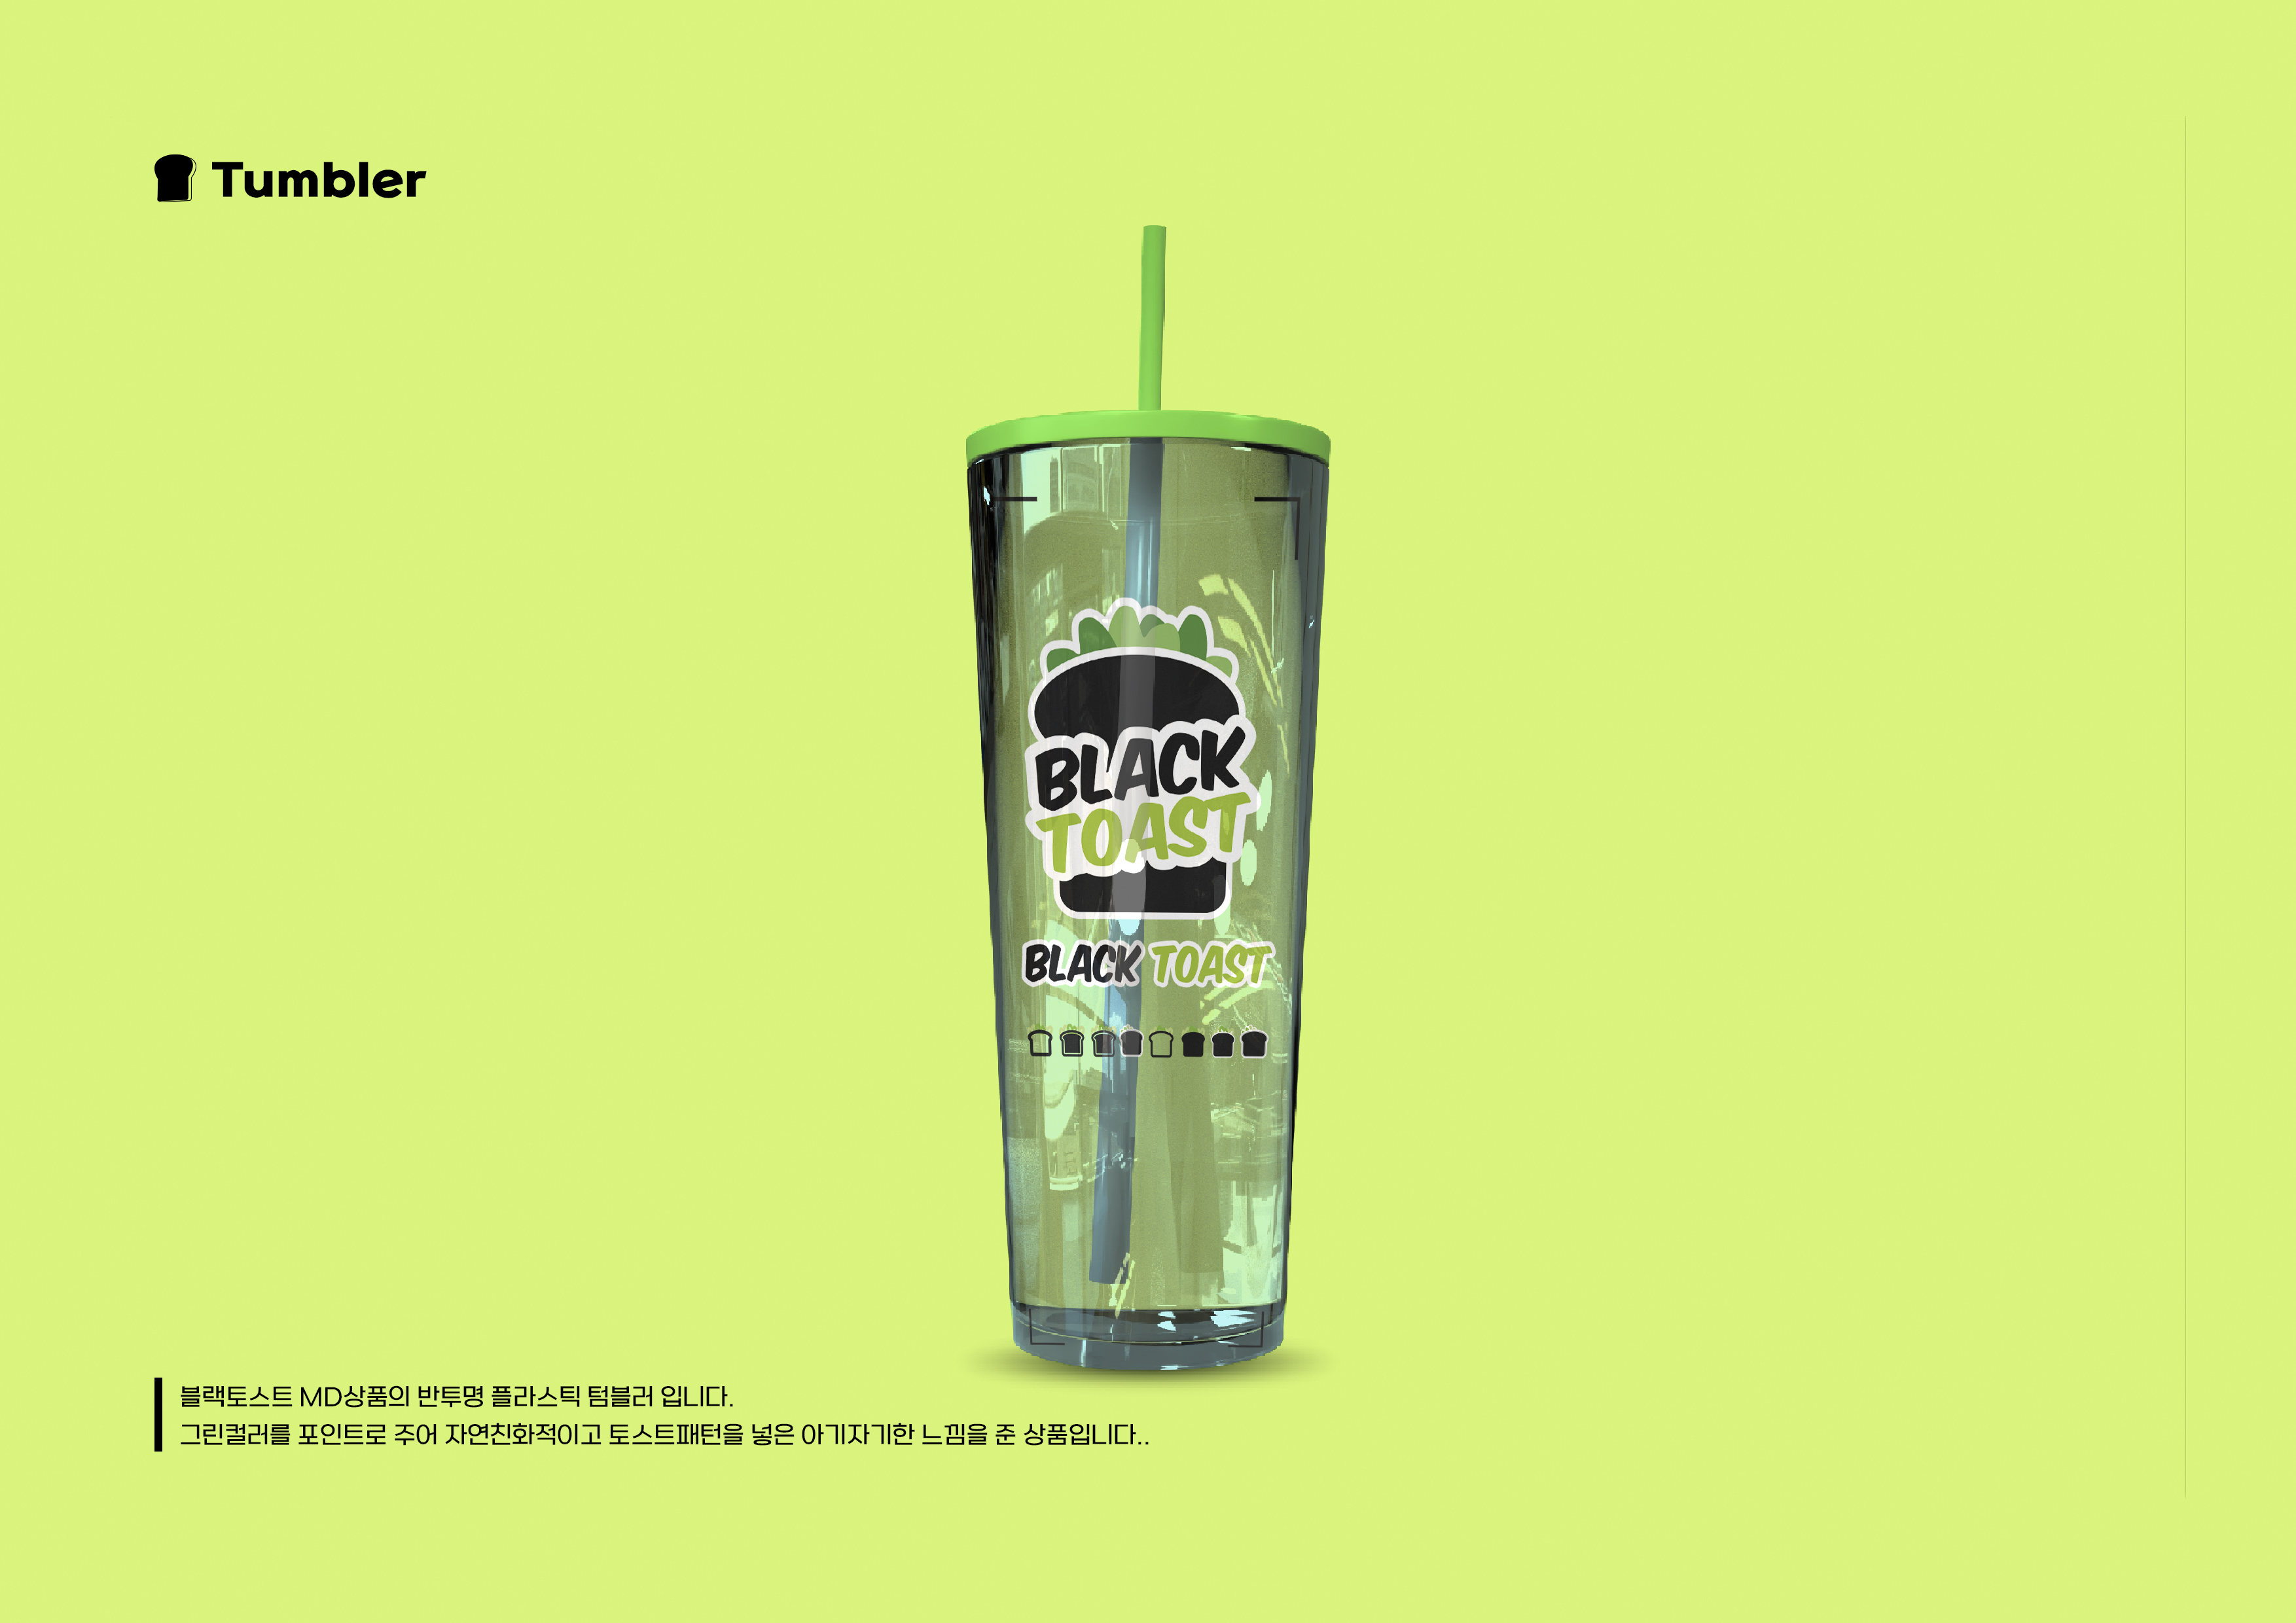 Tumbler
BLACK
TOAST
BLACK TOAST
블랙토스트 MD상품의 반투명 플라스틱 텀블러 입니다.
그린컬러를 포인트로 주어 자연친화적이고 토스트패턴을 넣은 아기자기한 느낌을 준 상품입니다..